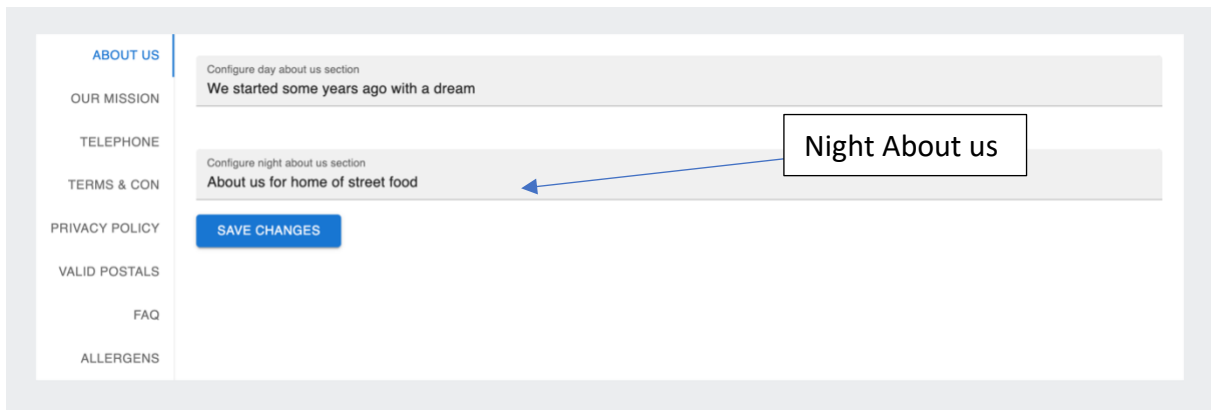 ABOUT US
OUR MISSION
TELEPHONE
TERMS & CON
PRIVACY POLICY
VALID POSTALS
FAQ
ALLERGENS
Configure day about us section
We started some years ago with a dream
Night About us
Configure night about us section
About us for home of street food
SAVE CHANGES